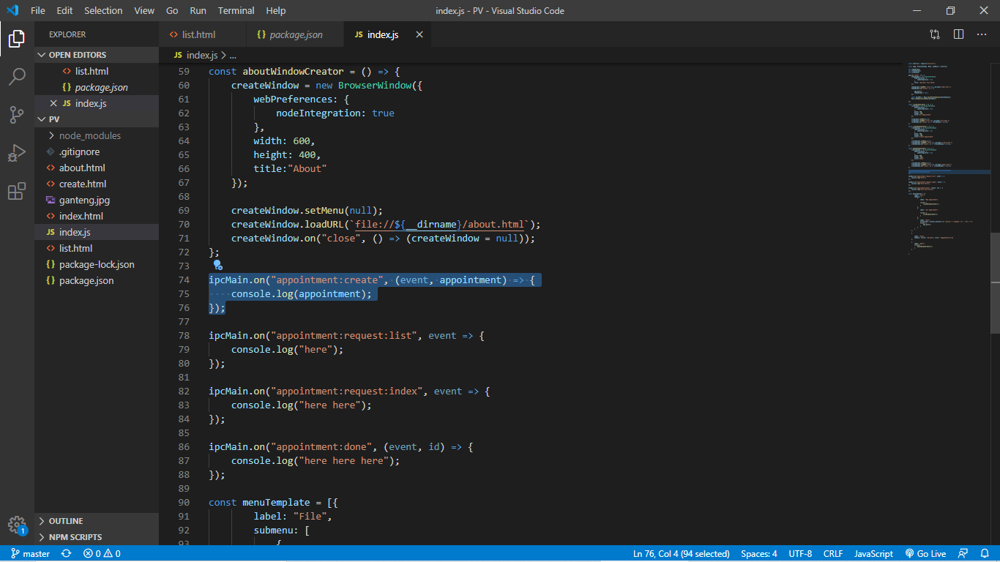 File Edit Selection View Go Run Terminal Help index.js - PV - Visual Studio Code
EXPLORER
OPEN EDITORS
<> list.html
{} package.json
JS index.js
PV
node_modules
.gitignore
<> about.html
<> create.html
ganteng.jpg
<> index.html
JS index.js
<> list.html
{} package-lock.json
{} package.json
OUTLINE
NPM SCRIPTS
1
<> list.html {} package.json JS index.js
JS index.js > ...
59 const aboutWindowCreator = () => {
60 createWindow = new BrowserWindow({
61 webPreferences: {
62 nodeIntegration: true
63 },
64 width: 600,
65 height: 400,
66 title:"About"
67 });
68
69 createWindow.setMenu(null);
70 createWindow.loadURL(`file://${__dirname}/about.html`);
71 createWindow.on("close", () => (createWindow = null));
72 };
73
74 ipcMain.on("appointment:create", (event, appointment) => {
75 console.log(appointment);
76 });
77
78 ipcMain.on("appointment:request:list", event => {
79 console.log("here");
80 });
81
82 ipcMain.on("appointment:request:index", event => {
83 console.log("here here");
84 });
85
86 ipcMain.on("appointment:done", (event, id) => {
87 console.log("here here here");
88 });
89
90 const menuTemplate = [{
91 label: "File",
92 submenu: [
93 {
master 0 0 Ln 76, Col 4 (94 selected) Spaces: 4 UTF-8 CRLF JavaScript Go Live